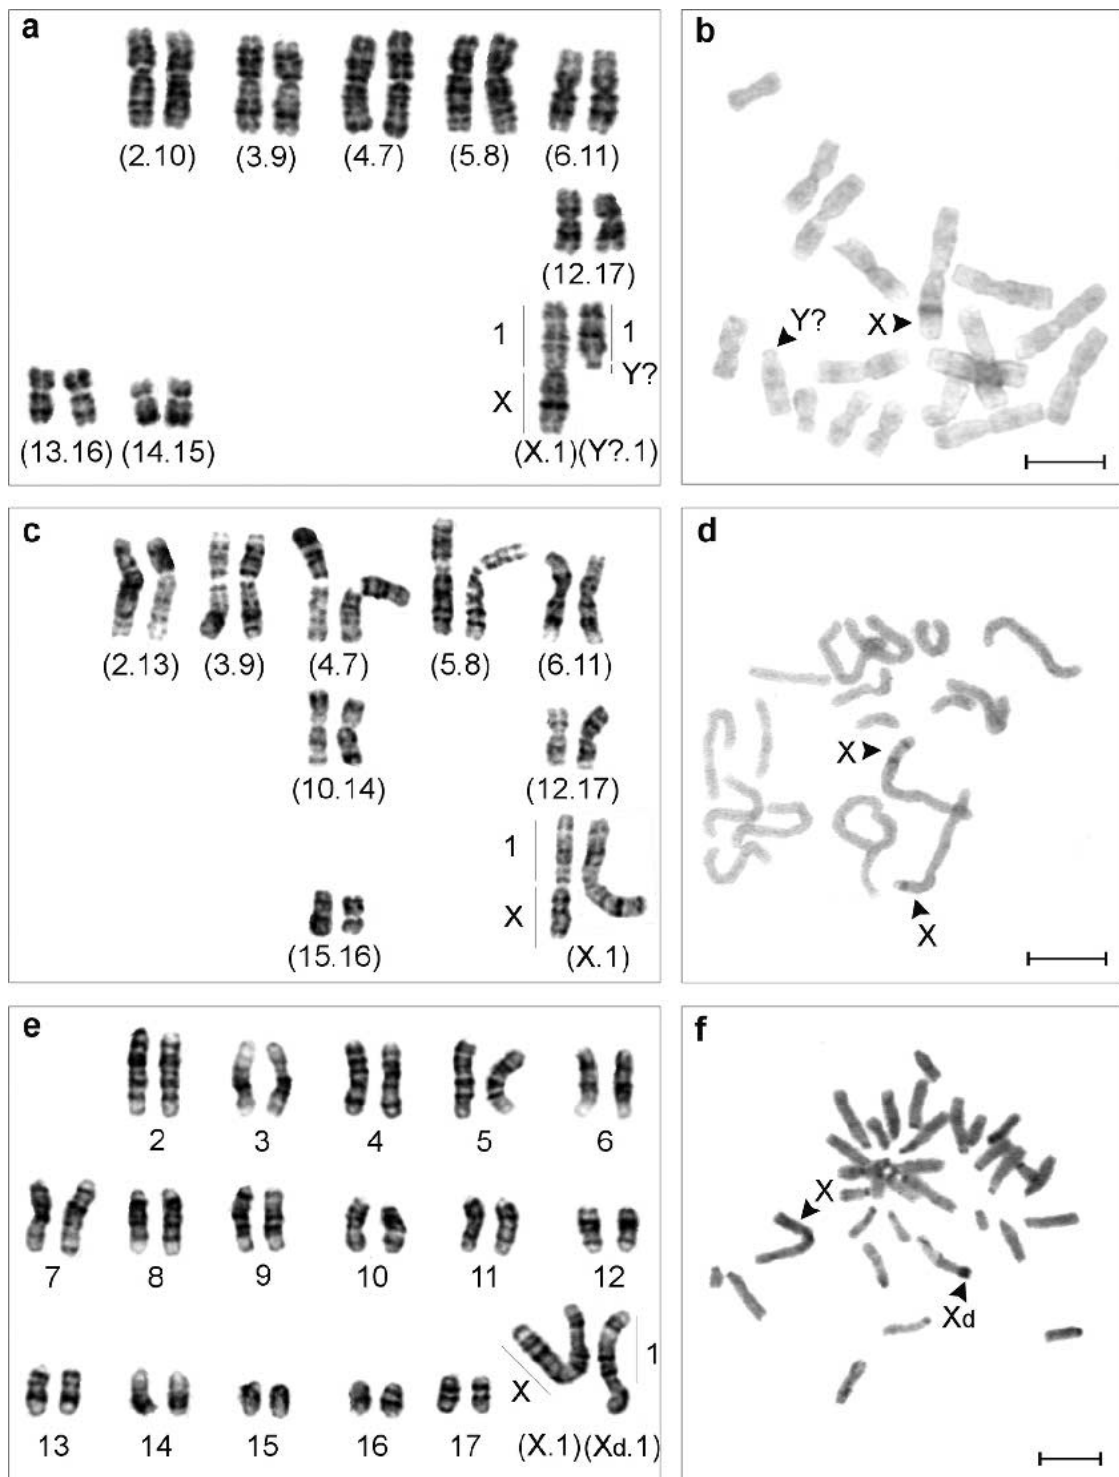 a
(2.10) (3.9) (4.7) (5.8) (6.11)
(12.17)
1 1
Y?
X
(13.16) (14.15) (X.1)(Y?.1)
b
Y?
X
c
(2.13) (3.9) (4.7) (5.8) (6.11)
(10.14) (12.17)
1
X
(15.16) (X.1)
d
X
X
e
2 3 4 5 6
7 8 9 10 11 12
1
X
13 14 15 16 17 (X.1)(Xd.1)
f
X
Xd